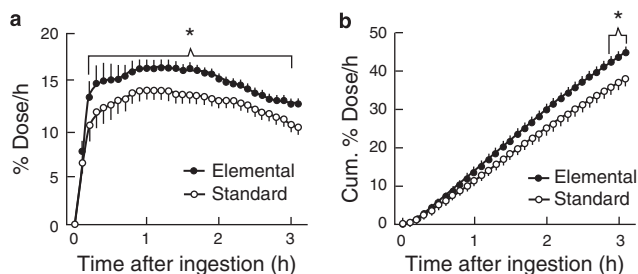 a
*
20
15
10
5
0
% Dose/h
0 1 2 3
Time after ingestion (h)
Elemental
Standard
b
*
50
40
30
20
10
0
Cum. % Dose/h
0 1 2 3
Time after ingestion (h)
Elemental
Standard